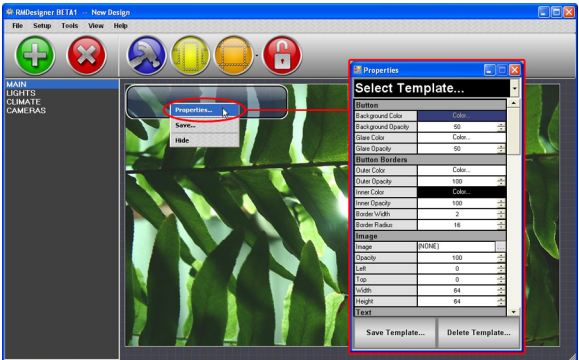 RMDesigner BETA1 -- New Design
File Setup Tools View Help
MAIN
LIGHTS
CLIMATE
CAMERAS
Properties...
Save...
Hide
Properties
Select Template...
Button
Background Color Color...
Background Opacity 50
Glare Color Color...
Glare Opacity 50
Button Borders
Outer Color Color...
Outer Opacity 100
Inner Color Color...
Inner Opacity 100
Border Width 2
Border Radius 16
Image
Image (NONE) ...
Opacity 100
Left 0
Top 0
Width 64
Height 64
Text
Save Template... Delete Template...